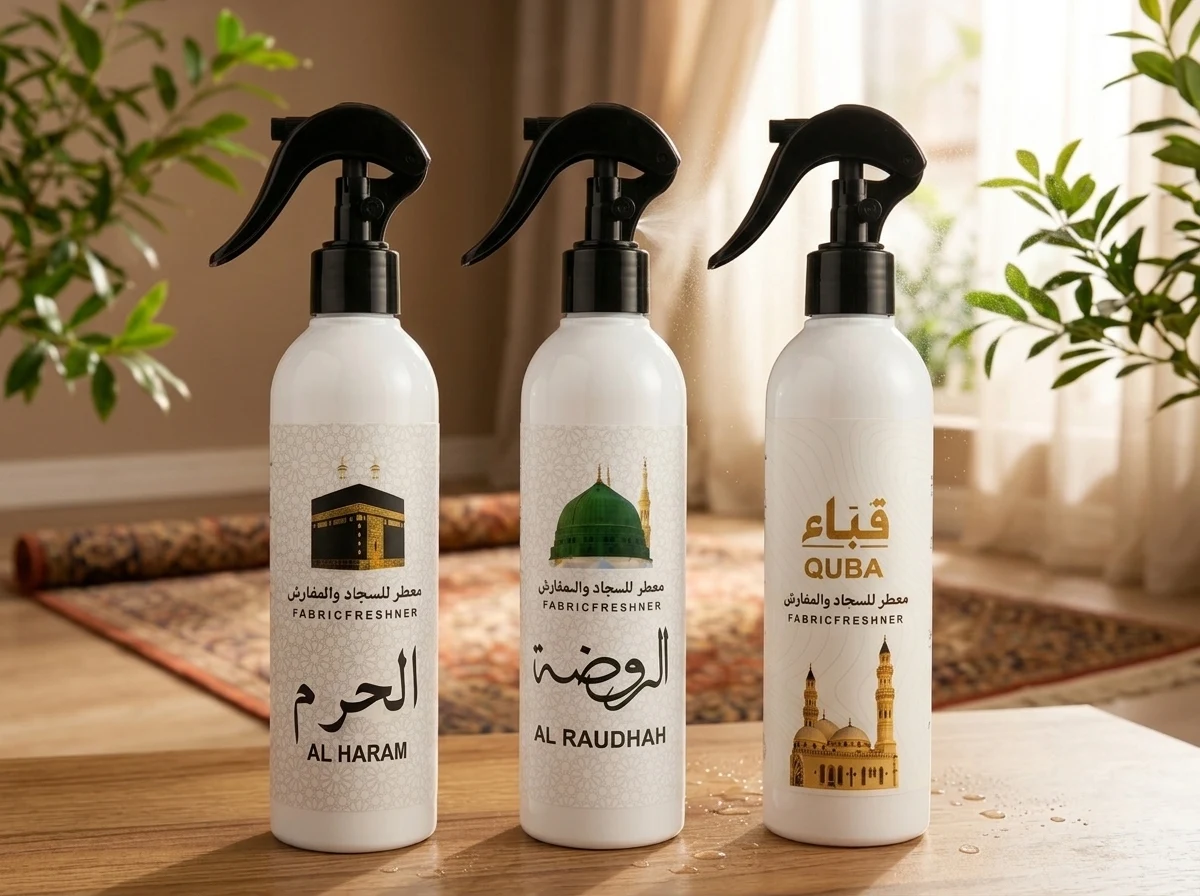 معطر للسجاد والمفارش
FABRICFRESHNER
الحرم
AL HARAM
معطر للسجاد والمفارش
FABRICFRESHNER
الروضة
AL RAUDHAH
قباء
QUBA
معطر للسجاد والمفارش
FABRICFRESHNER